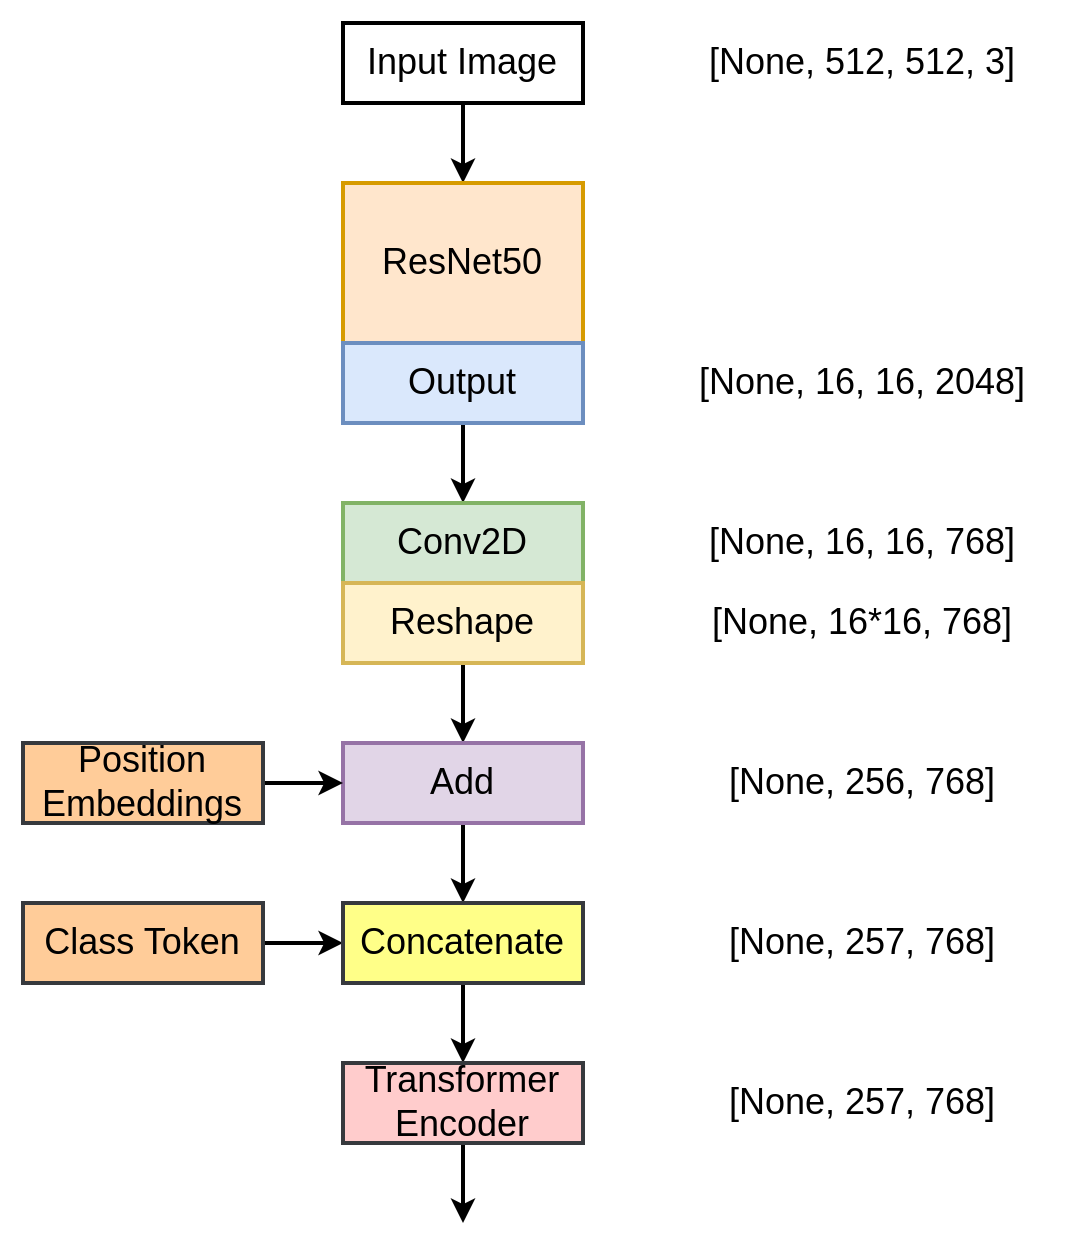 Input Image
[None, 512, 512, 3]
ResNet50
Output
[None, 16, 16, 2048]
Conv2D
[None, 16, 16, 768]
Reshape
[None, 16*16, 768]
Position
Embeddings
Add
[None, 256, 768]
Class Token
Concatenate
[None, 257, 768]
Transformer
Encoder
[None, 257, 768]